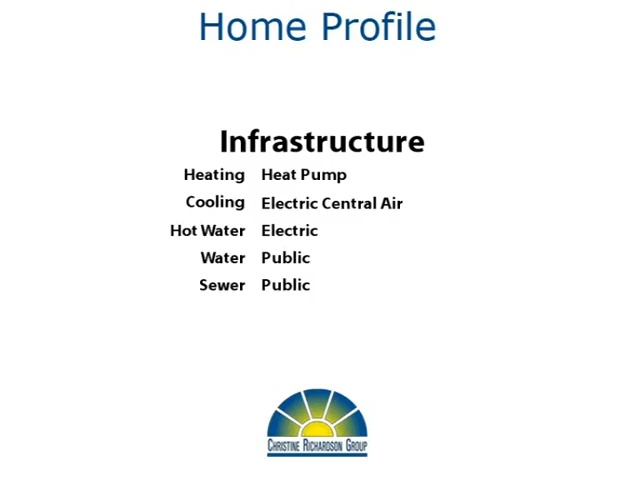 Home Profile
Infrastructure
Heating Heat Pump
Cooling Electric Central Air
Hot Water Electric
Water Public
Sewer Public
Christine Richardson Group